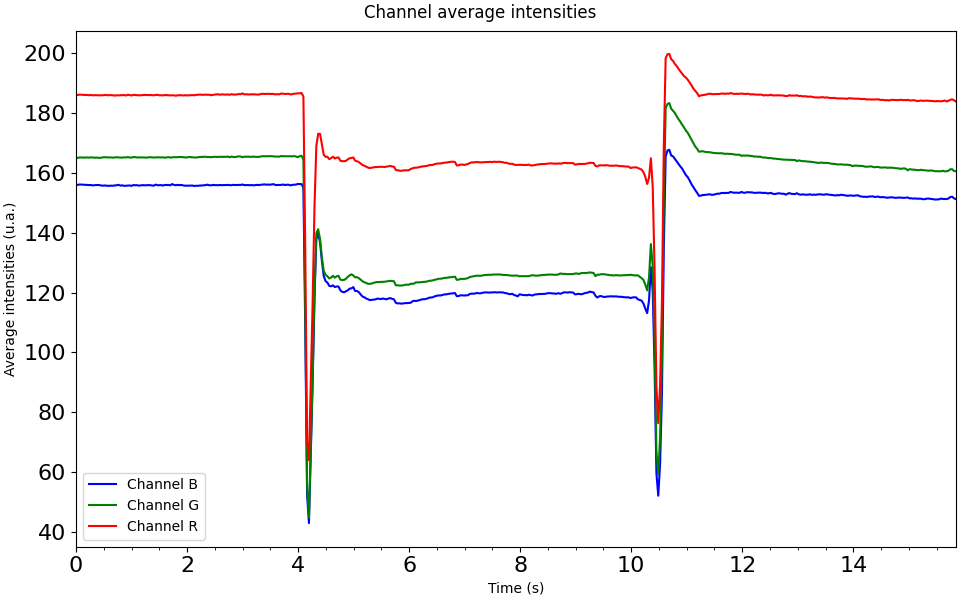 Channel average intensities
Average intensities (u.a.)
200
180
160
140
120
100
80
60
40
Channel B
Channel G
Channel R
0 2 4 6 8 10 12 14
Time (s)